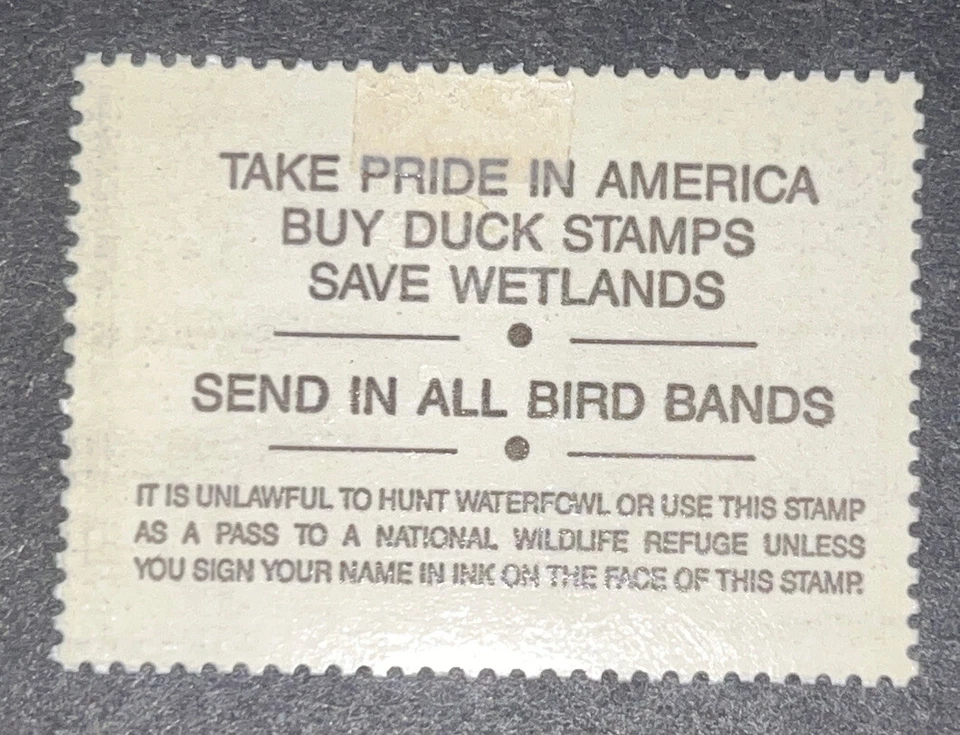 TAKE PRIDE IN AMERICA
BUY DUCK STAMPS
SAVE WETLANDS
SEND IN ALL BIRD BANDS
IT IS UNLAWFUL TO HUNT WATERFOWL OR USE THIS STAMP
AS A PASS TO A NATIONAL WILDLIFE REFUGE UNLESS
YOU SIGN YOUR NAME IN INK ON THE FACE OF THIS STAMP.